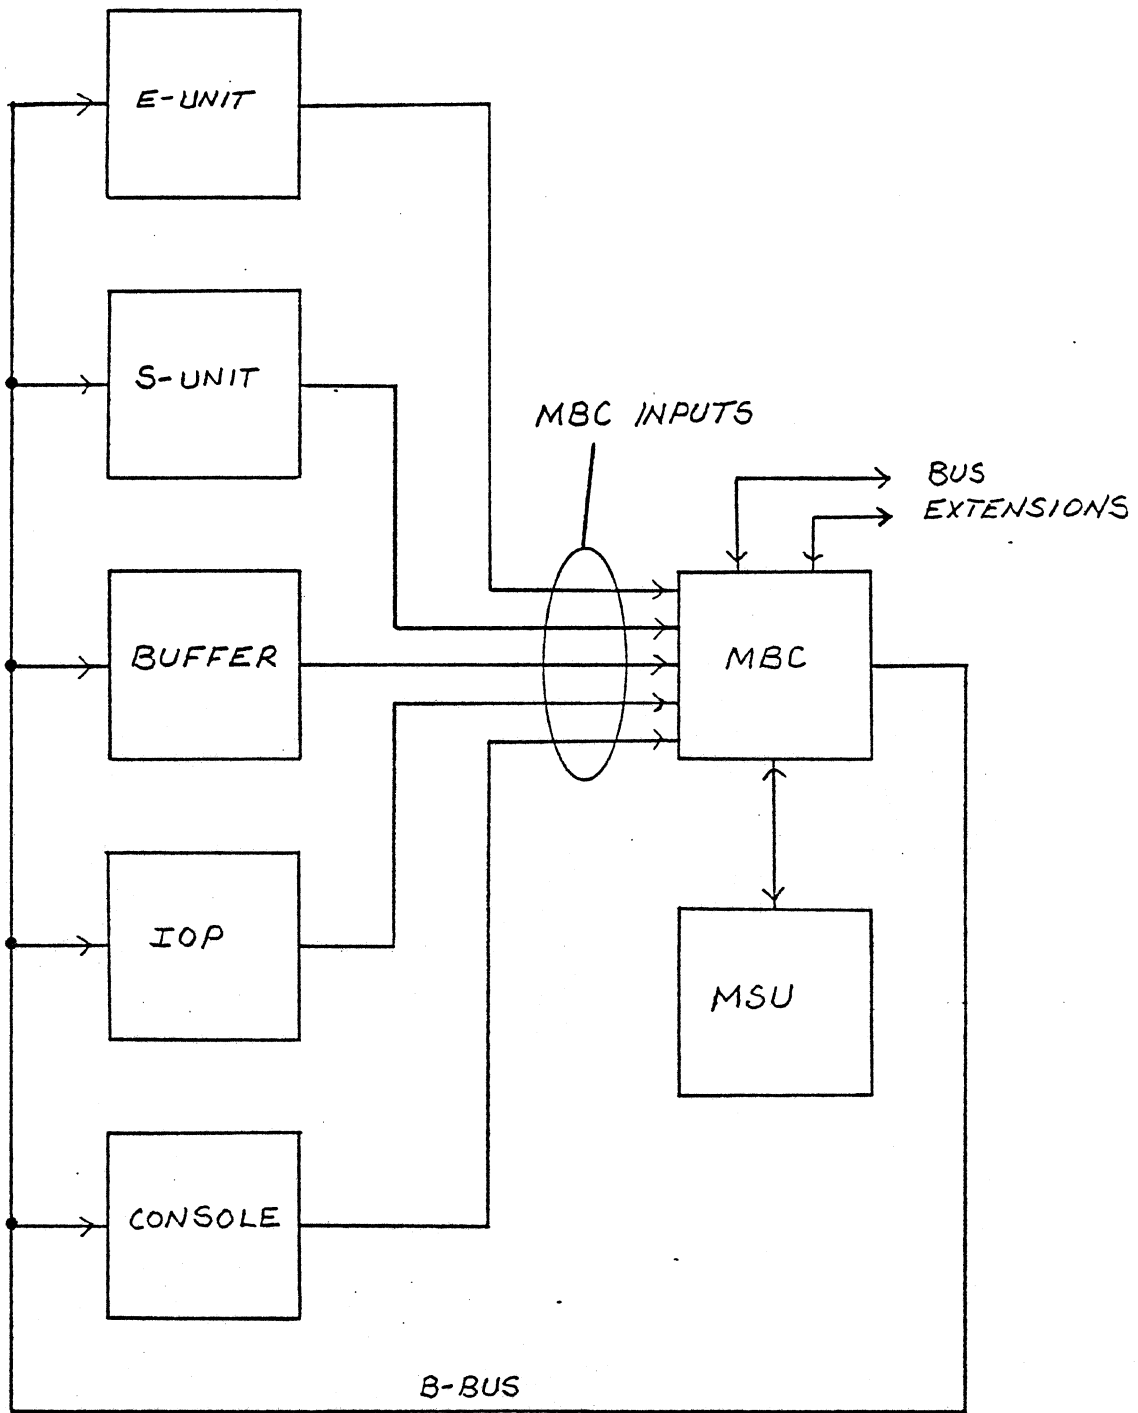 E-UNIT
S-UNIT
MBC INPUTS
BUS
EXTENSIONS
BUFFER
MBC
IOP
MSU
CONSOLE
B-BUS